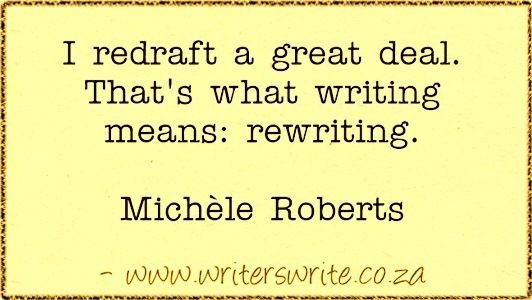 I redraft a great deal.
That's what writing
means: rewriting.
Michèle Roberts
- www.writerswrite.co.za